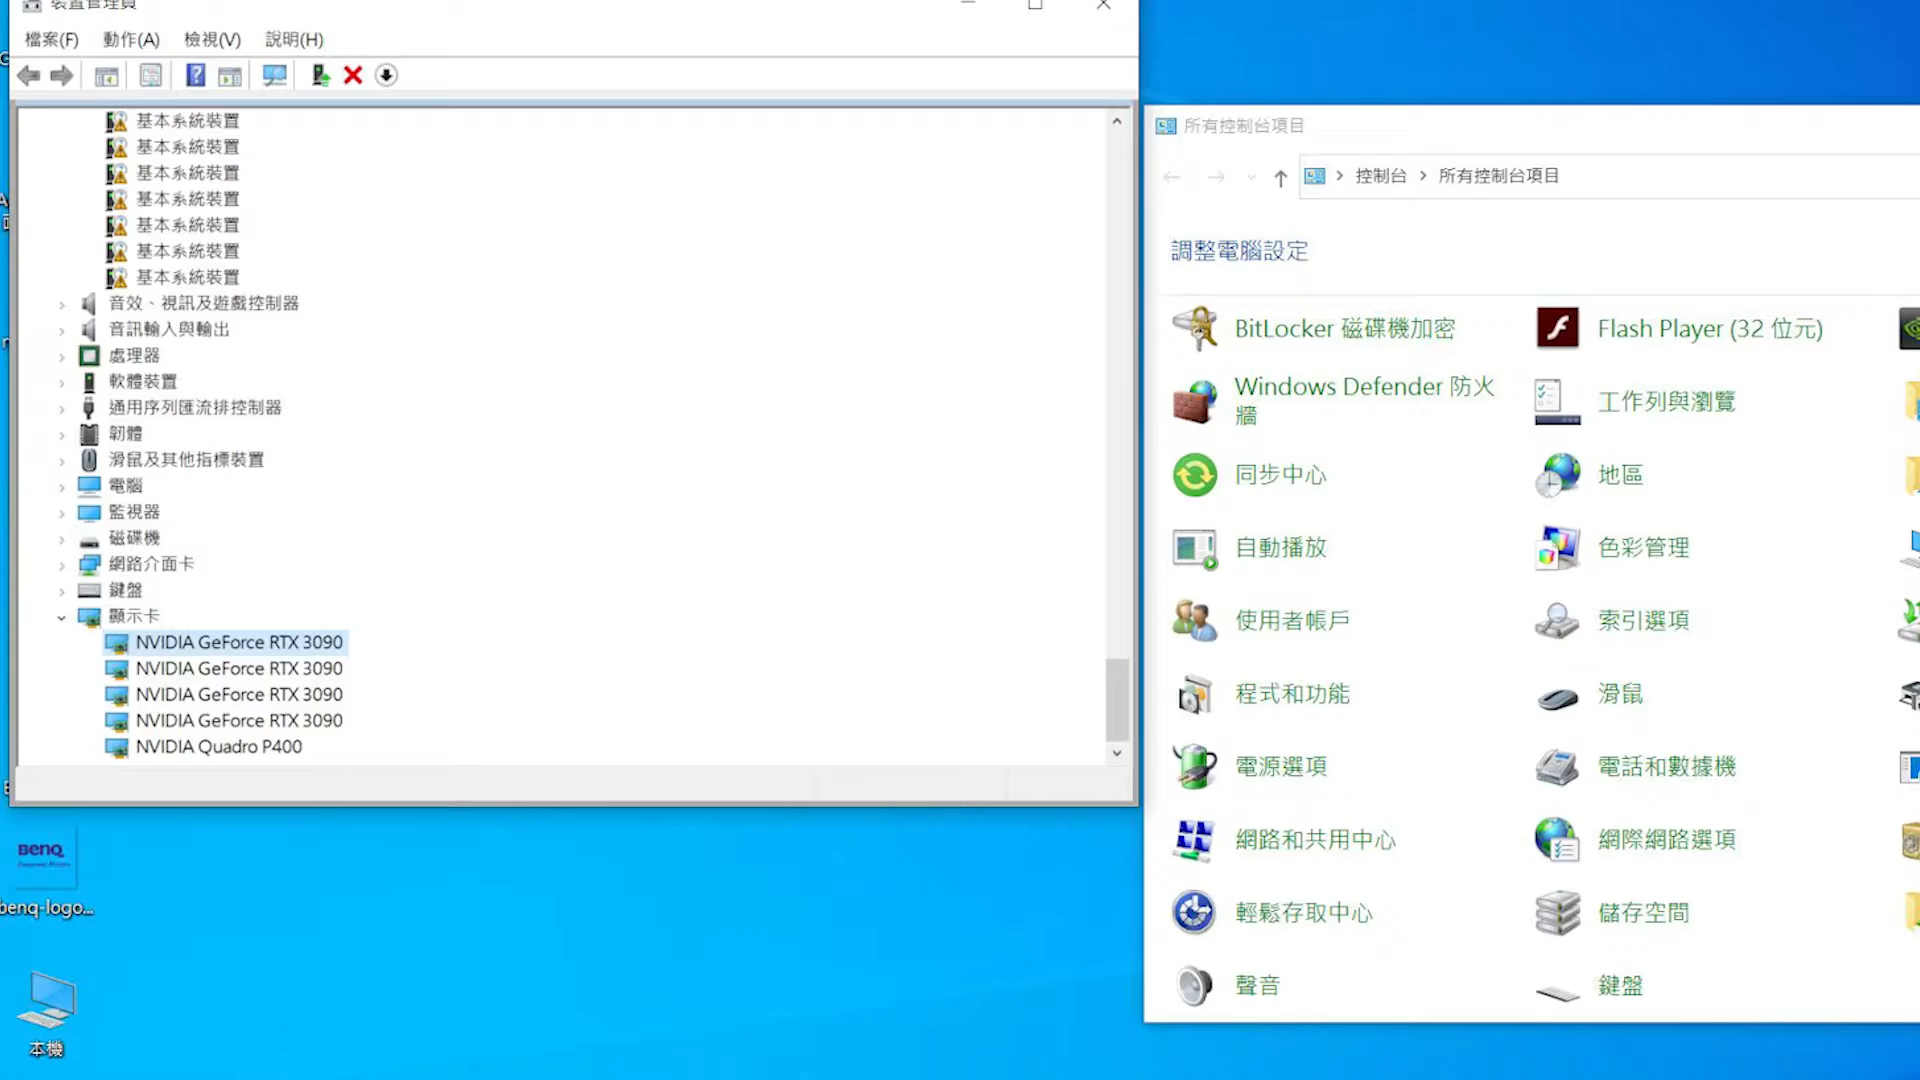 裝置管理員
檔案(F) 動作(A) 檢視(V) 說明(H)
基本系統裝置
基本系統裝置
基本系統裝置
基本系統裝置
基本系統裝置
基本系統裝置
基本系統裝置
音效、視訊及遊戲控制器
音訊輸入與輸出
處理器
軟體裝置
通用序列匯流排控制器
韌體
滑鼠及其他指標裝置
電腦
監視器
磁碟機
網路介面卡
鍵盤
顯示卡
NVIDIA GeForce RTX 3090
NVIDIA GeForce RTX 3090
NVIDIA GeForce RTX 3090
NVIDIA GeForce RTX 3090
NVIDIA Quadro P400
BenQ
benq-logo...
本機
所有控制台項目
控制台 > 所有控制台項目
調整電腦設定
BitLocker 磁碟機加密
Flash Player (32 位元)
Windows Defender 防火
牆
工作列與瀏覽
同步中心
地區
自動播放
色彩管理
使用者帳戶
索引選項
程式和功能
滑鼠
電源選項
電話和數據機
網路和共用中心
網際網路選項
輕鬆存取中心
儲存空間
聲音
鍵盤